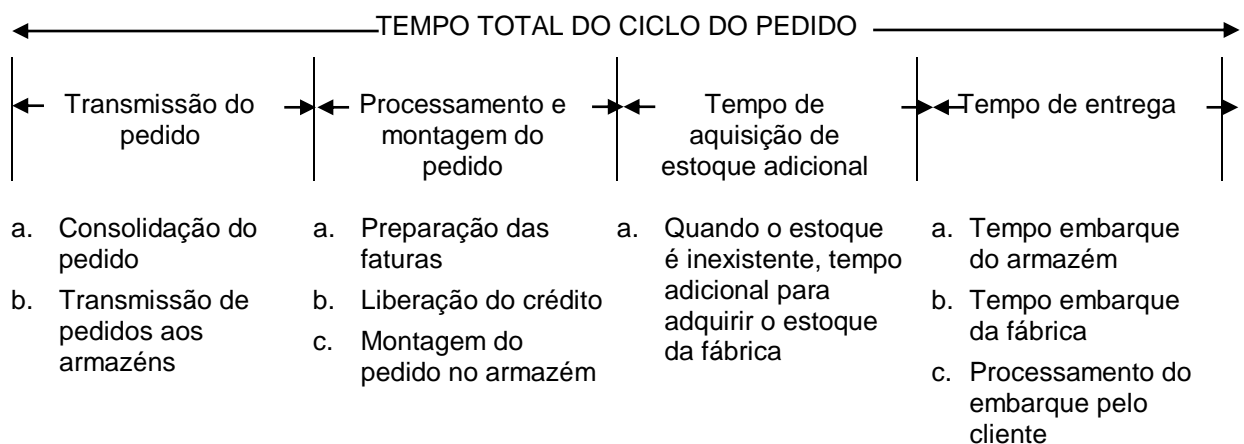 TEMPO TOTAL DO CICLO DO PEDIDO
Transmissão do
pedido
Processamento e
montagem do
pedido
Tempo de
aquisição de
estoque adicional
Tempo de entrega
a. Consolidação do
pedido
b. Transmissão de
pedidos aos
armazéns
a. Preparação das
faturas
b. Liberação do crédito
c. Montagem do
pedido no armazém
a. Quando o estoque
é inexistente, tempo
adicional para
adquirir o estoque
da fábrica
a. Tempo embarque
do armazém
b. Tempo embarque
da fábrica
c. Processamento do
embarque pelo
cliente